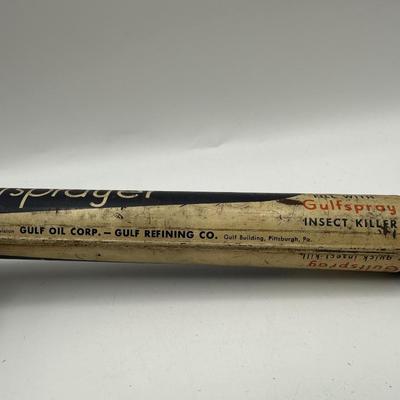 sprayer
FILL WITH
Gulfspray
INSECT KILLER
GULF OIL CORP. — GULF REFINING CO. Gulf Building, Pittsburgh, Pa.
quick insect kill
Gulfspray